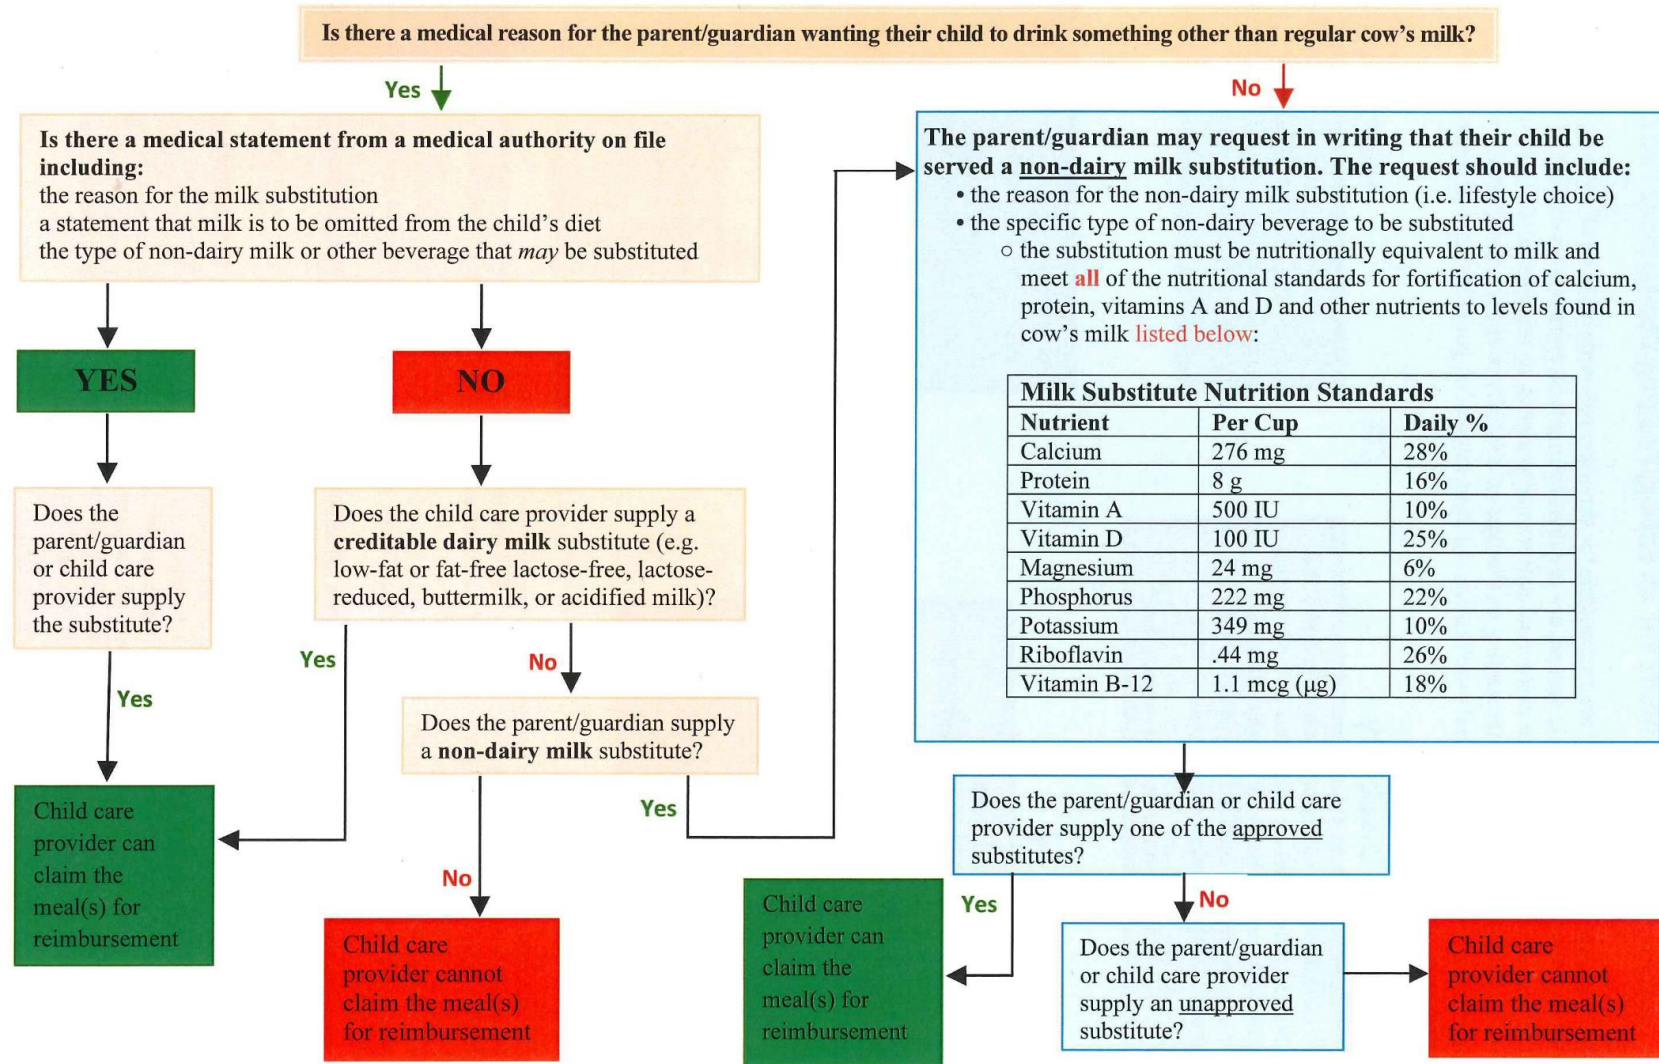 Is there a medical reason for the parent/guardian wanting their child to drink something other than regular cow's milk?
Yes
No
Is there a medical statement from a medical authority on file
including:
the reason for the milk substitution
a statement that milk is to be omitted from the child's diet
the type of non-dairy milk or other beverage that may be substituted
YES
NO
Does the
parent/guardian
or child care
provider supply
the substitute?
Yes
Does the child care provider supply a
creditable dairy milk substitute (e.g.
low-fat or fat-free lactose-free, lactose-
reduced, buttermilk, or acidified milk)?
Yes
No
Does the parent/guardian supply
a non-dairy milk substitute?
Yes
No
Child care
provider can
claim the
meal(s) for
reimbursement
Child care
provider cannot
claim the meal(s)
for reimbursement
The parent/guardian may request in writing that their child be
served a non-dairy milk substitution. The request should include:
• the reason for the non-dairy milk substitution (i.e. lifestyle choice)
• the specific type of non-dairy beverage to be substituted
○ the substitution must be nutritionally equivalent to milk and
meet all of the nutritional standards for fortification of calcium,
protein, vitamins A and D and other nutrients to levels found in
cow's milk listed below:
Milk Substitute Nutrition Standards
Nutrient Per Cup Daily %
Calcium 276 mg 28%
Protein 8 g 16%
Vitamin A 500 IU 10%
Vitamin D 100 IU 25%
Magnesium 24 mg 6%
Phosphorus 222 mg 22%
Potassium 349 mg 10%
Riboflavin .44 mg 26%
Vitamin B-12 1.1 mcg (µg) 18%
Does the parent/guardian or child care
provider supply one of the approved
substitutes?
Yes
No
Child care
provider can
claim the
meal(s) for
reimbursement
Does the parent/guardian
or child care provider
supply an unapproved
substitute?
Child care
provider cannot
claim the meal(s)
for reimbursement